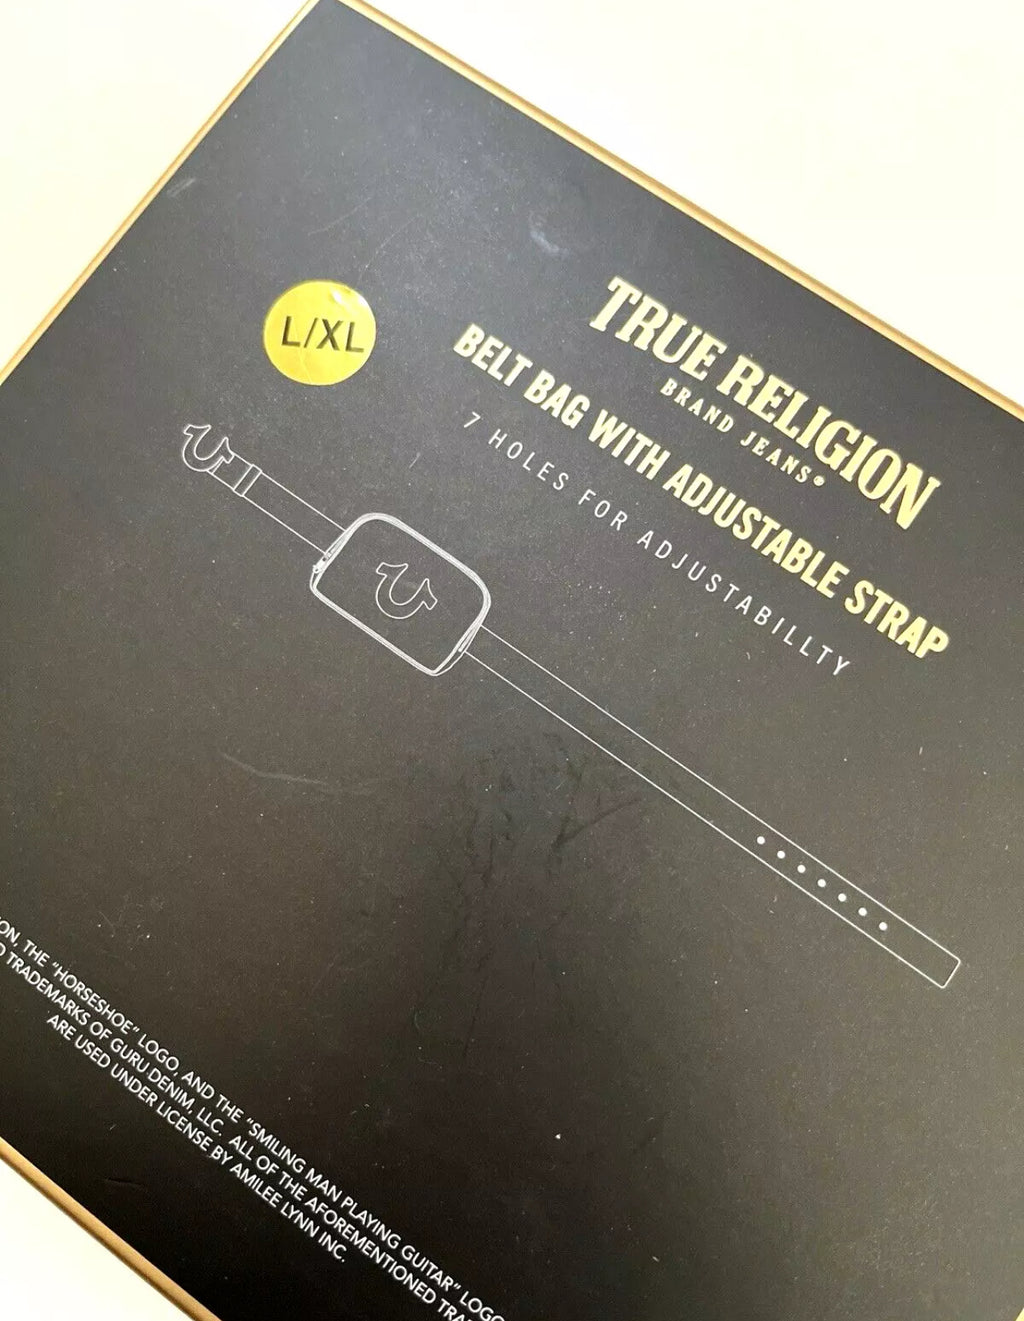 TRUE RELIGION
BRAND JEANS®
BELT BAG WITH ADJUSTABLE STRAP
7 HOLES FOR ADJUSTABILLTY
L/XL
THE "HORSESHOE" LOGO, AND THE "SMILING MAN PLAYING GUITAR" LOGO
TRADEMARKS OF GURU DENIM, LLC. ALL OF THE AFOREMENTIONED
ARE USED UNDER LICENSE BY AMILEE LYNN INC.